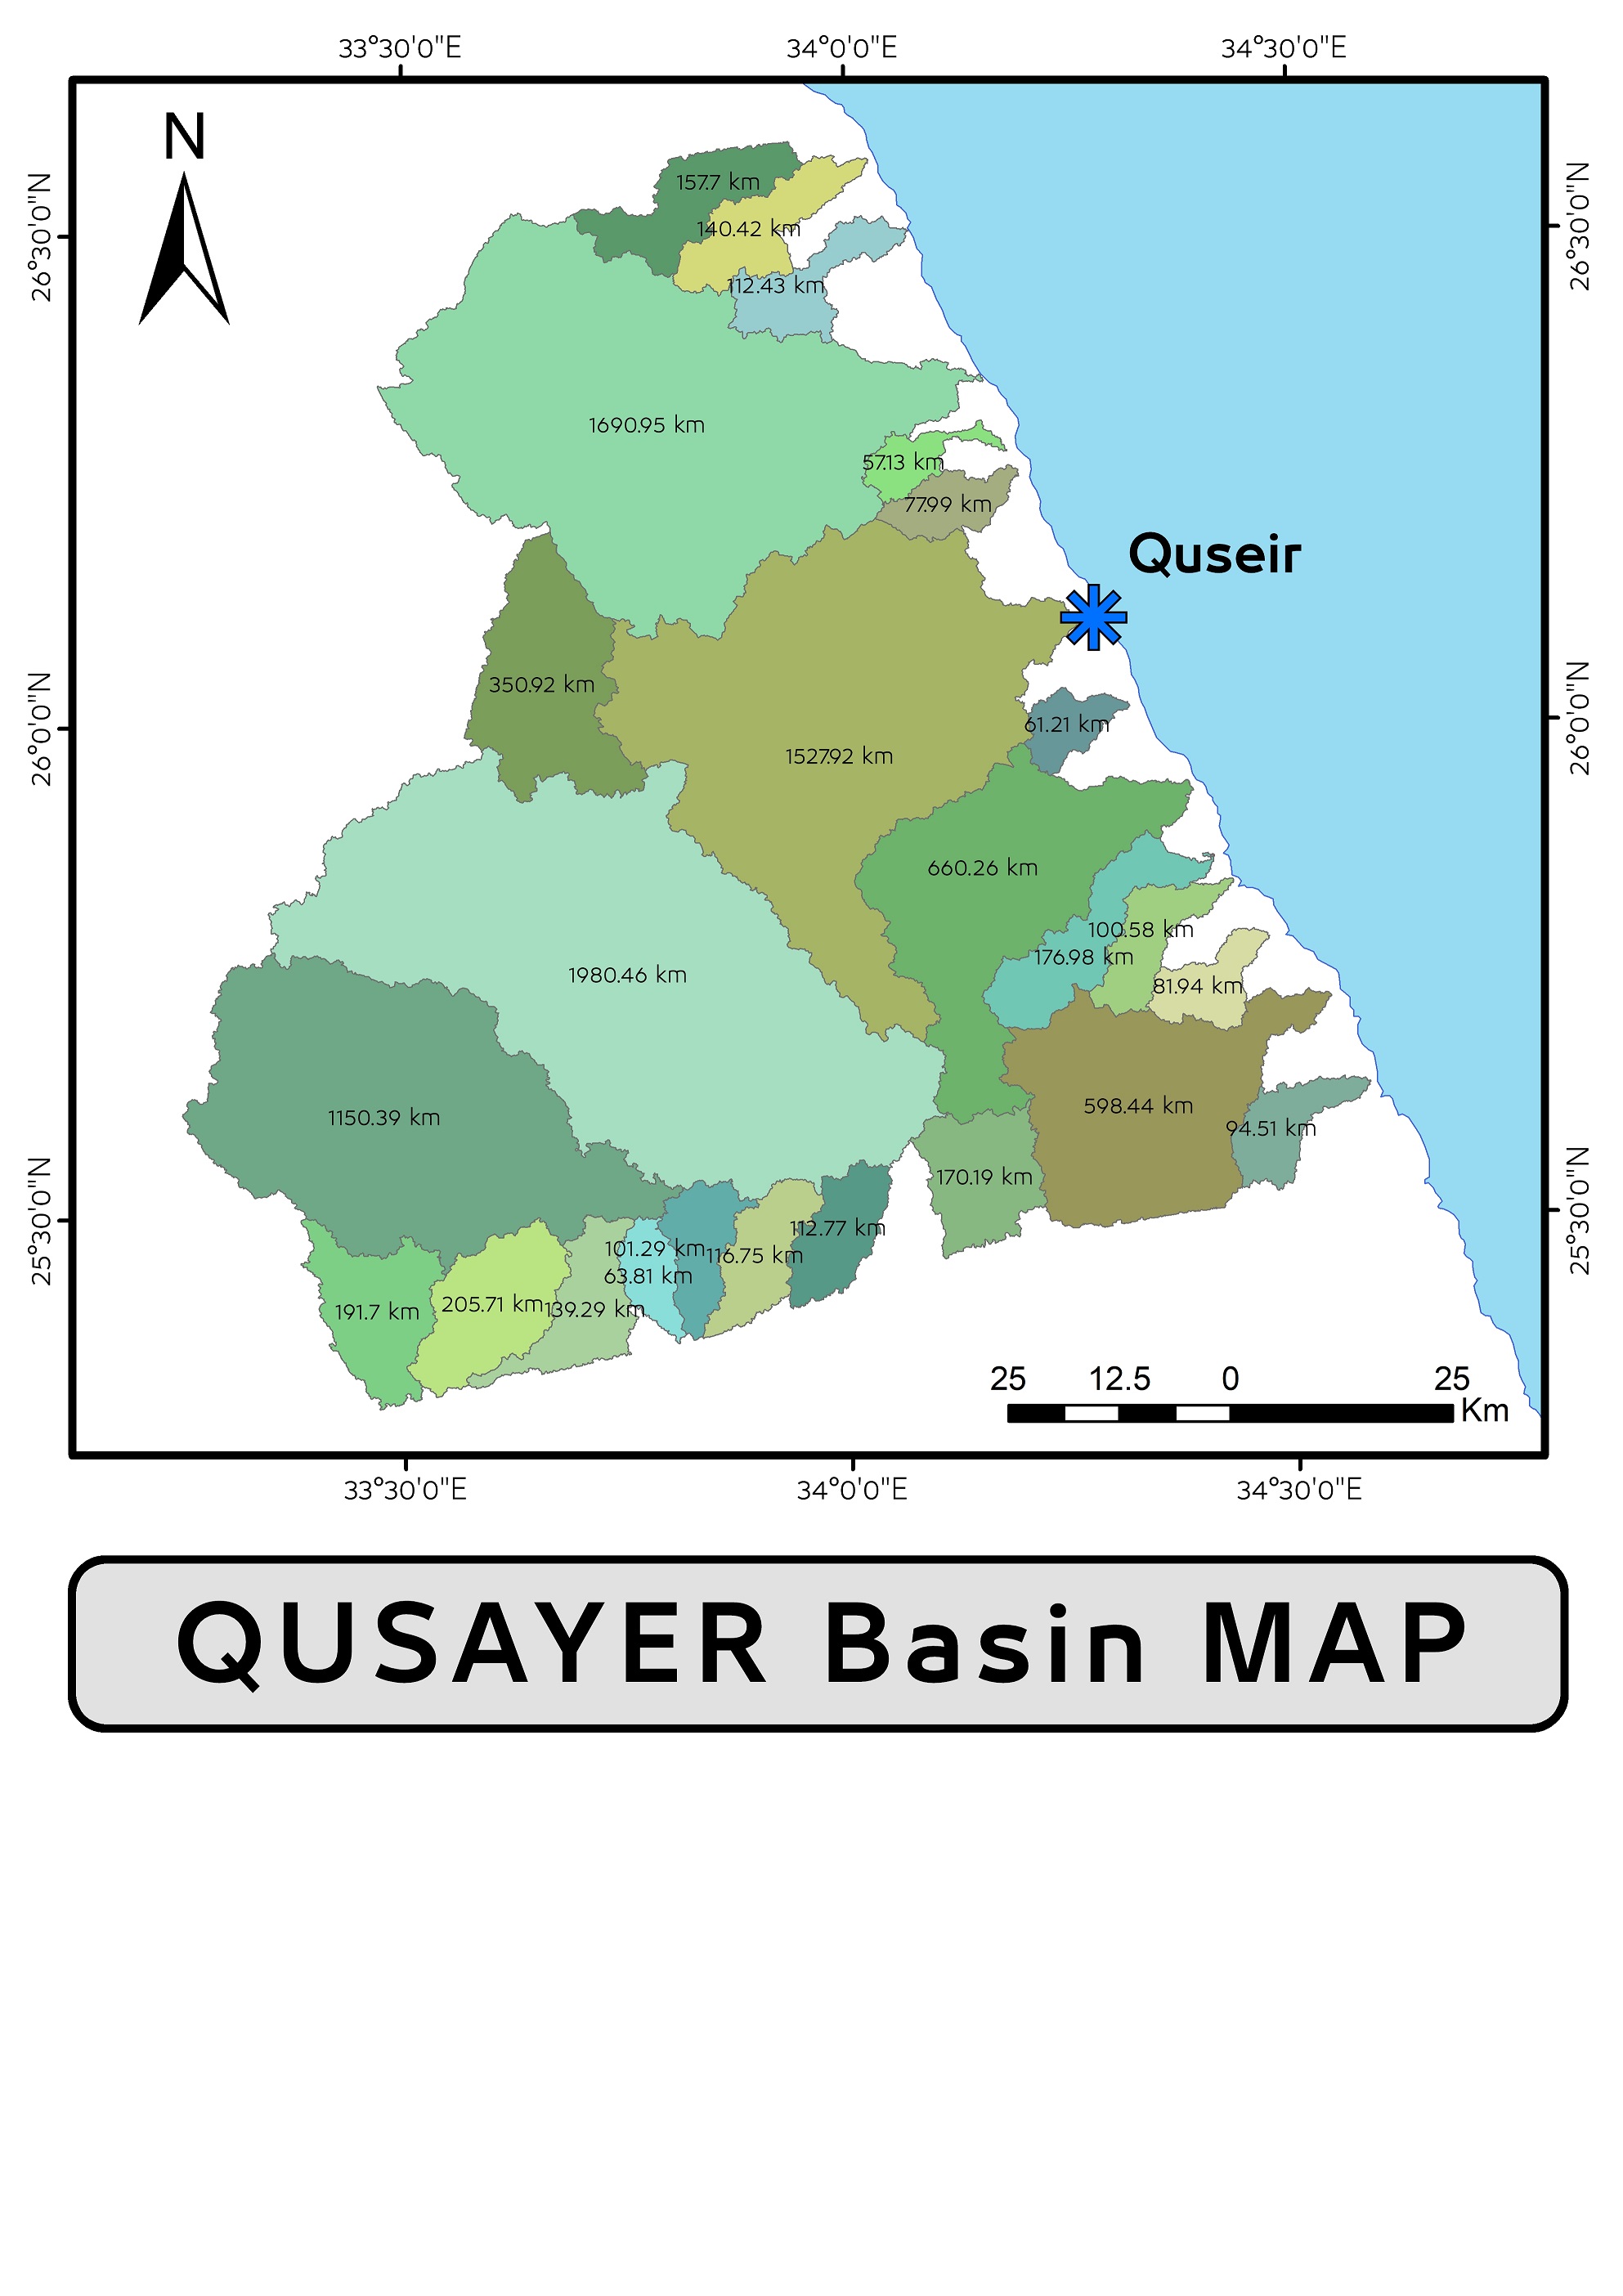 33°30'0"E 34°0'0"E 34°30'0"E
N
26°30'0"N 26°30'0"N
157.7 km
140.42 km
112.43 km
1690.95 km
57.13 km
77.99 km
Quseir
350.92 km
61.21 km
26°0'0"N 26°0'0"N
1527.92 km
660.26 km
100.58 km
176.98 km
1980.46 km
81.94 km
598.44 km
1150.39 km
94.51 km
170.19 km
25°30'0"N 25°30'0"N
112.77 km
101.29 km
116.75 km
63.81 km
205.71 km
139.29 km
191.7 km
25 12.5 0 25
Km
33°30'0"E 34°0'0"E 34°30'0"E
QUSAYER Basin MAP